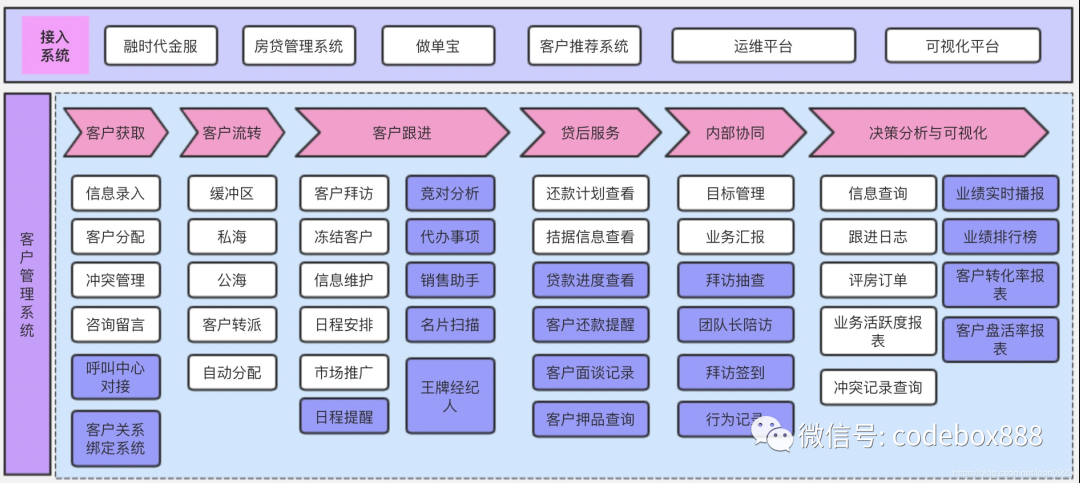 接入
系统
融时代金服
房贷管理系统
做单宝
客户推荐系统
运维平台
可视化平台
客户管理系统
客户获取
客户流转
客户跟进
贷后服务
内部协同
决策分析与可视化
信息录入
客户分配
冲突管理
咨询留言
呼叫中心
对接
客户关系
绑定系统
缓冲区
私海
公海
客户转派
自动分配
客户拜访
冻结客户
信息维护
日程安排
市场推广
日程提醒
竞对分析
代办事项
销售助手
名片扫描
王牌经纪
人
还款计划查看
拮据信息查看
贷款进度查看
客户还款提醒
客户面谈记录
客户押品查询
目标管理
业务汇报
拜访抽查
团队长陪访
拜访签到
行为记录
信息查询
跟进日志
评房订单
业务活跃度报
表
冲突记录查询
业绩实时播报
业绩排行榜
客户转化率报
表
客户盘活率报
表
微信号: codebox888